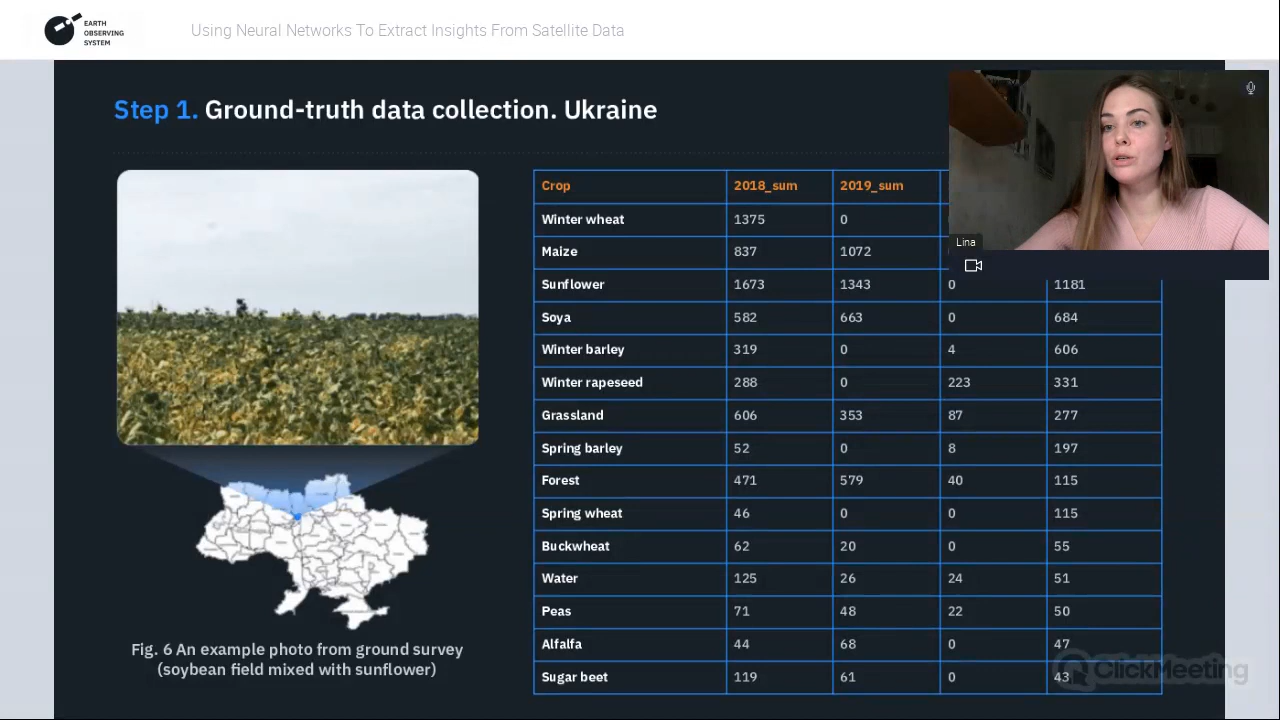 EARTH
OBSERVING
SYSTEM
Using Neural Networks To Extract Insights From Satellite Data
Step 1. Ground-truth data collection. Ukraine
Lina
Crop 2018_sum 2019_sum
Winter wheat 1375 0
Maize 837 1072
Sunflower 1673 1343 0 1181
Soya 582 663 0 684
Winter barley 319 0 4 606
Winter rapeseed 288 0 223 331
Grassland 606 353 87 277
Spring barley 52 0 8 197
Forest 471 579 40 115
Spring wheat 46 0 0 115
Buckwheat 62 20 0 55
Water 125 26 24 51
Peas 71 48 22 50
Alfalfa 44 68 0 47
Sugar beet 119 61 0 43
Fig. 6 An example photo from ground survey
(soybean field mixed with sunflower)
ClickMeeting